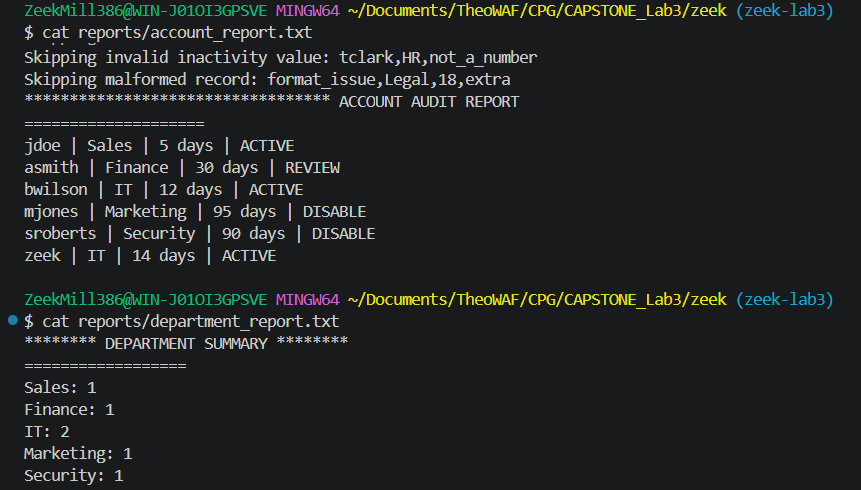 ZeekMill386@WIN-J01OI3GPSVE MINGW64 ~/Documents/TheoWAF/CPG/CAPSTONE_Lab3/zeek (zeek-lab3)
$ cat reports/account_report.txt
Skipping invalid inactivity value: tclark,HR,not_a_number
Skipping malformed record: format_issue,Legal,18,extra
********************************** ACCOUNT AUDIT REPORT
====================
jdoe | Sales | 5 days | ACTIVE
asmith | Finance | 30 days | REVIEW
bwilson | IT | 12 days | ACTIVE
mjones | Marketing | 95 days | DISABLE
sroberts | Security | 90 days | DISABLE
zeek | IT | 14 days | ACTIVE
ZeekMill386@WIN-J01OI3GPSVE MINGW64 ~/Documents/TheoWAF/CPG/CAPSTONE_Lab3/zeek (zeek-lab3)
$ cat reports/department_report.txt
******** DEPARTMENT SUMMARY ********
==================
Sales: 1
Finance: 1
IT: 2
Marketing: 1
Security: 1